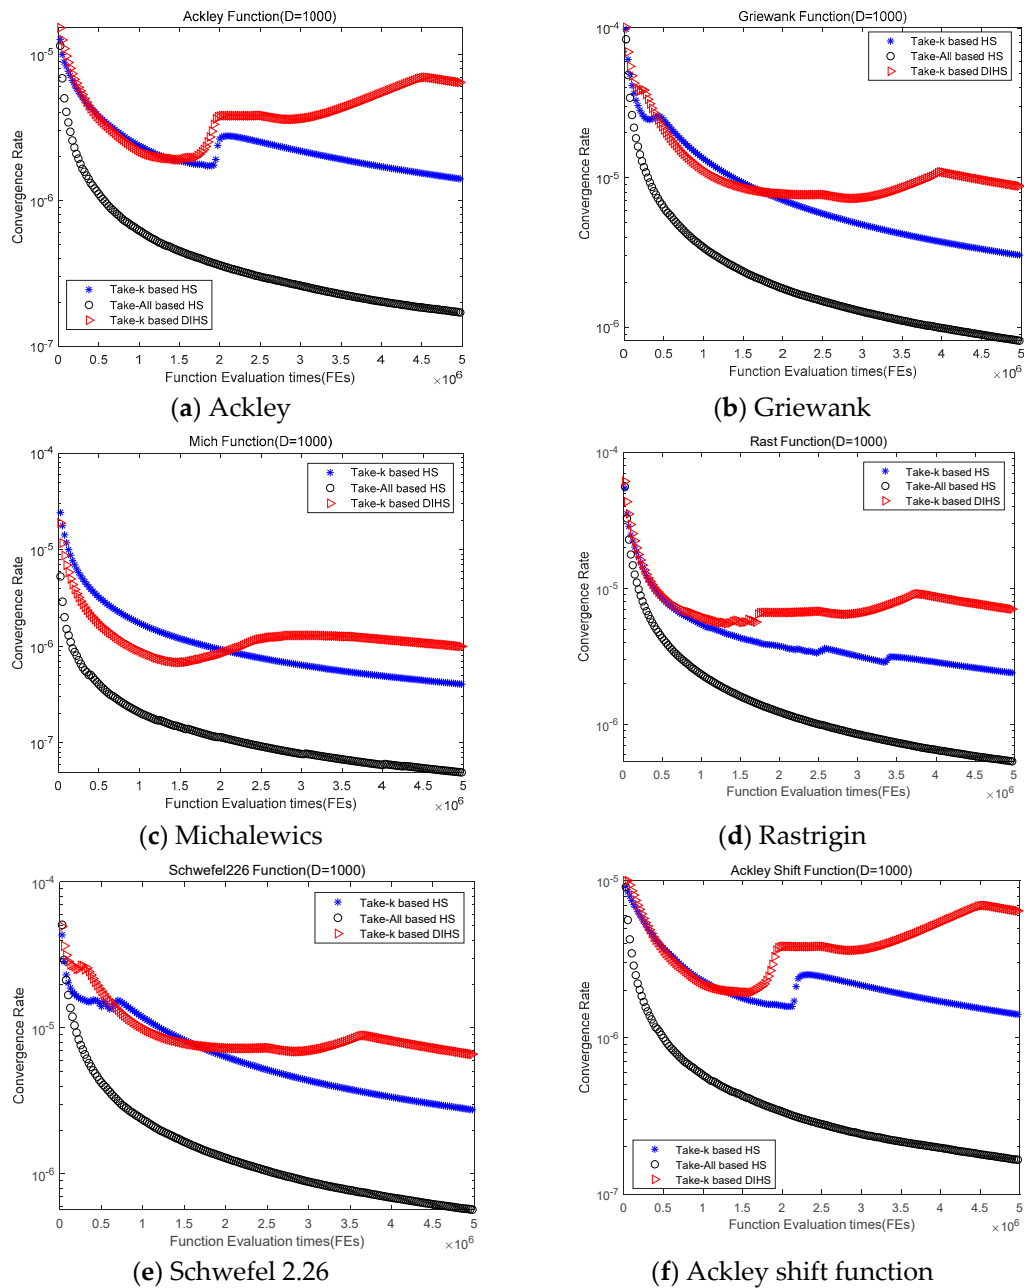 Ackley Function(D=1000)
Convergence Rate
10^-5
10^-6
10^-7
Take-k based HS
Take-All based HS
Take-k based DIHS
0 0.5 1 1.5 2 2.5 3 3.5 4 4.5 5
Function Evaluation times(FEs)
×10^6
(a) Ackley
Griewank Function(D=1000)
Convergence Rate
10^-4
10^-5
10^-6
Take-k based HS
Take-All based HS
Take-k based DIHS
0 0.5 1 1.5 2 2.5 3 3.5 4 4.5 5
Function Evaluation times(FEs)
×10^6
(b) Griewank
Mich Function(D=1000)
Convergence Rate
10^-4
10^-5
10^-6
10^-7
Take-k based HS
Take-All based HS
Take-k based DIHS
0 0.5 1 1.5 2 2.5 3 3.5 4 4.5 5
Function Evaluation times(FEs)
×10^6
(c) Michalewics
Rast Function(D=1000)
Convergence Rate
10^-4
10^-5
10^-6
Take-k based HS
Take-All based HS
Take-k based DIHS
0 0.5 1 1.5 2 2.5 3 3.5 4 4.5 5
Function Evaluation times(FEs)
×10^6
(d) Rastrigin
Schwefel226 Function(D=1000)
Convergence Rate
10^-4
10^-5
10^-6
Take-k based HS
Take-All based HS
Take-k based DIHS
0 0.5 1 1.5 2 2.5 3 3.5 4 4.5 5
Function Evaluation times(FEs)
×10^6
(e) Schwefel 2.26
Ackley Shift Function(D=1000)
Convergence Rate
10^-5
10^-6
10^-7
Take-k based HS
Take-All based HS
Take-k based DIHS
0 0.5 1 1.5 2 2.5 3 3.5 4 4.5 5
Function Evaluation times(FEs)
×10^6
(f) Ackley shift function